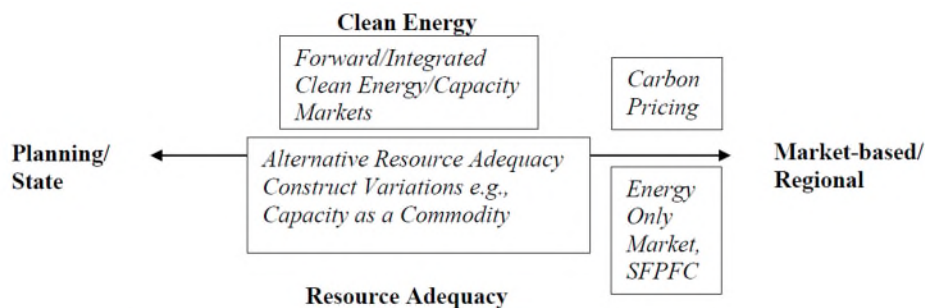 Clean Energy
Forward/Integrated
Clean Energy/Capacity
Markets
Carbon
Pricing
Planning/
State
Alternative Resource Adequacy
Construct Variations e.g.,
Capacity as a Commodity
Market-based/
Regional
Energy
Only
Market,
SFPFC
Resource Adequacy